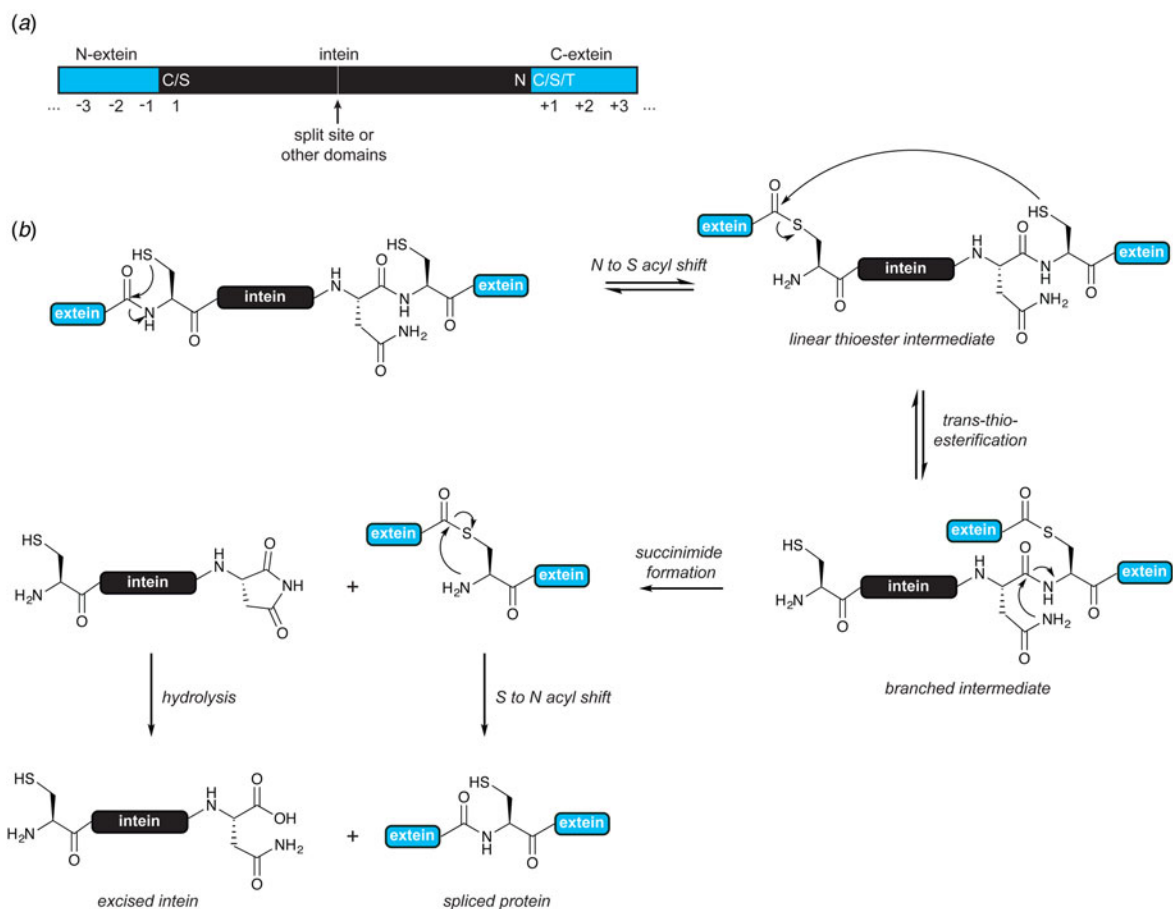 (a)
N-extein intein C-extein
C/S N C/S/T
... -3 -2 -1 1 +1 +2 +3 ...
split site or
other domains
(b)
O
extein
S
HS
H
N
O
extein
H2N
O
intein
O
N
H
O
NH2
O
linear thioester intermediate
N to S acyl shift
HS
O
extein
N
H
O
intein
H
N
O
HS
N
H
O
extein
NH2
O
trans-thio-
esterification
O
extein
S
HS
H2N
O
intein
H
N
O
N
H
O
extein
NH2
O
branched intermediate
succinimide
formation
HS
H2N
O
intein
H
N
O
NH
O
+
O
extein
S
H2N
O
extein
hydrolysis
S to N acyl shift
HS
H2N
O
intein
H
N
O
OH
NH2
O
excised intein
+
HS
O
extein
N
H
O
extein
spliced protein